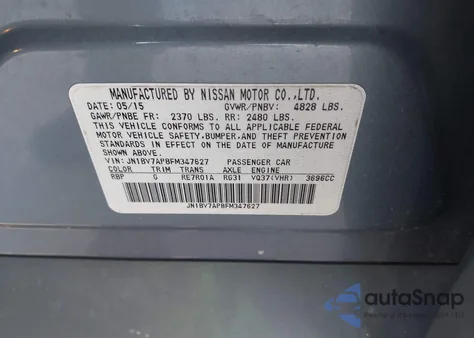 MANUFACTURED BY NISSAN MOTOR CO.,LTD.
DATE: 05/15 GVWR/PNBV: 4828 LBS.
GAWR/PNBE FR: 2370 LBS. RR: 2480 LBS.
THIS VEHICLE CONFORMS TO ALL APPLICABLE FEDERAL
MOTOR VEHICLE SAFETY,BUMPER,AND THEFT PREVENTION
STANDARDS IN EFFECT ON THE DATE OF MANUFACTURE
SHOWN ABOVE.
VIN: JN1BV7AP8FM347627 PASSENGER CAR
COLOR TRIM TRANS AXLE ENGINE
RBP G RE7R01A RG31 VQ37(VHR) 3696CC
JN1BV7AP8FM347627
autoSnap